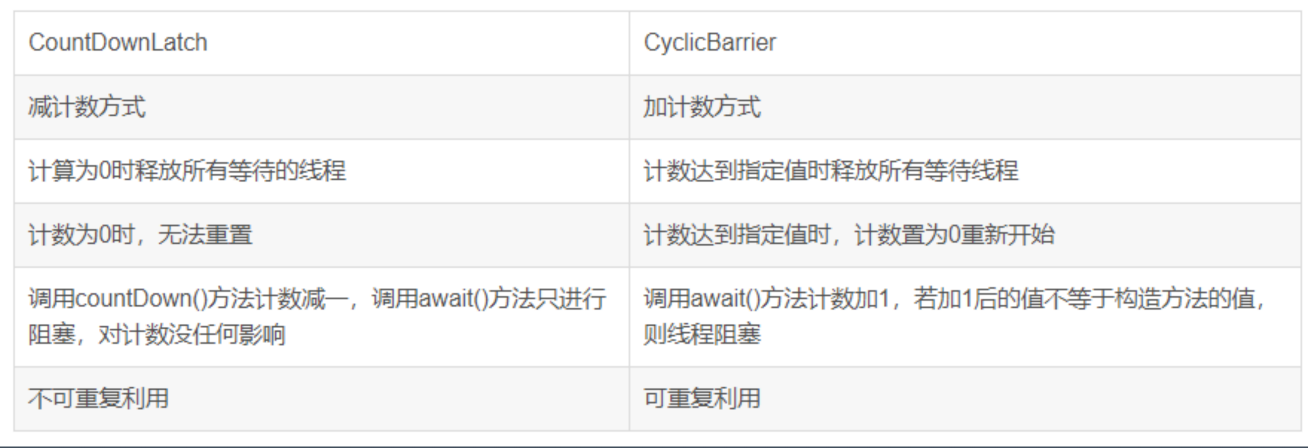 CountDownLatch
CyclicBarrier
减计数方式
加计数方式
计算为0时释放所有等待的线程
计数达到指定值时释放所有等待线程
计数为0时，无法重置
计数达到指定值时，计数置为0重新开始
调用countDown()方法计数减一，调用await()方法只进行
阻塞，对计数没任何影响
调用await()方法计数加1，若加1后的值不等于构造方法的值，
则线程阻塞
不可重复利用
可重复利用